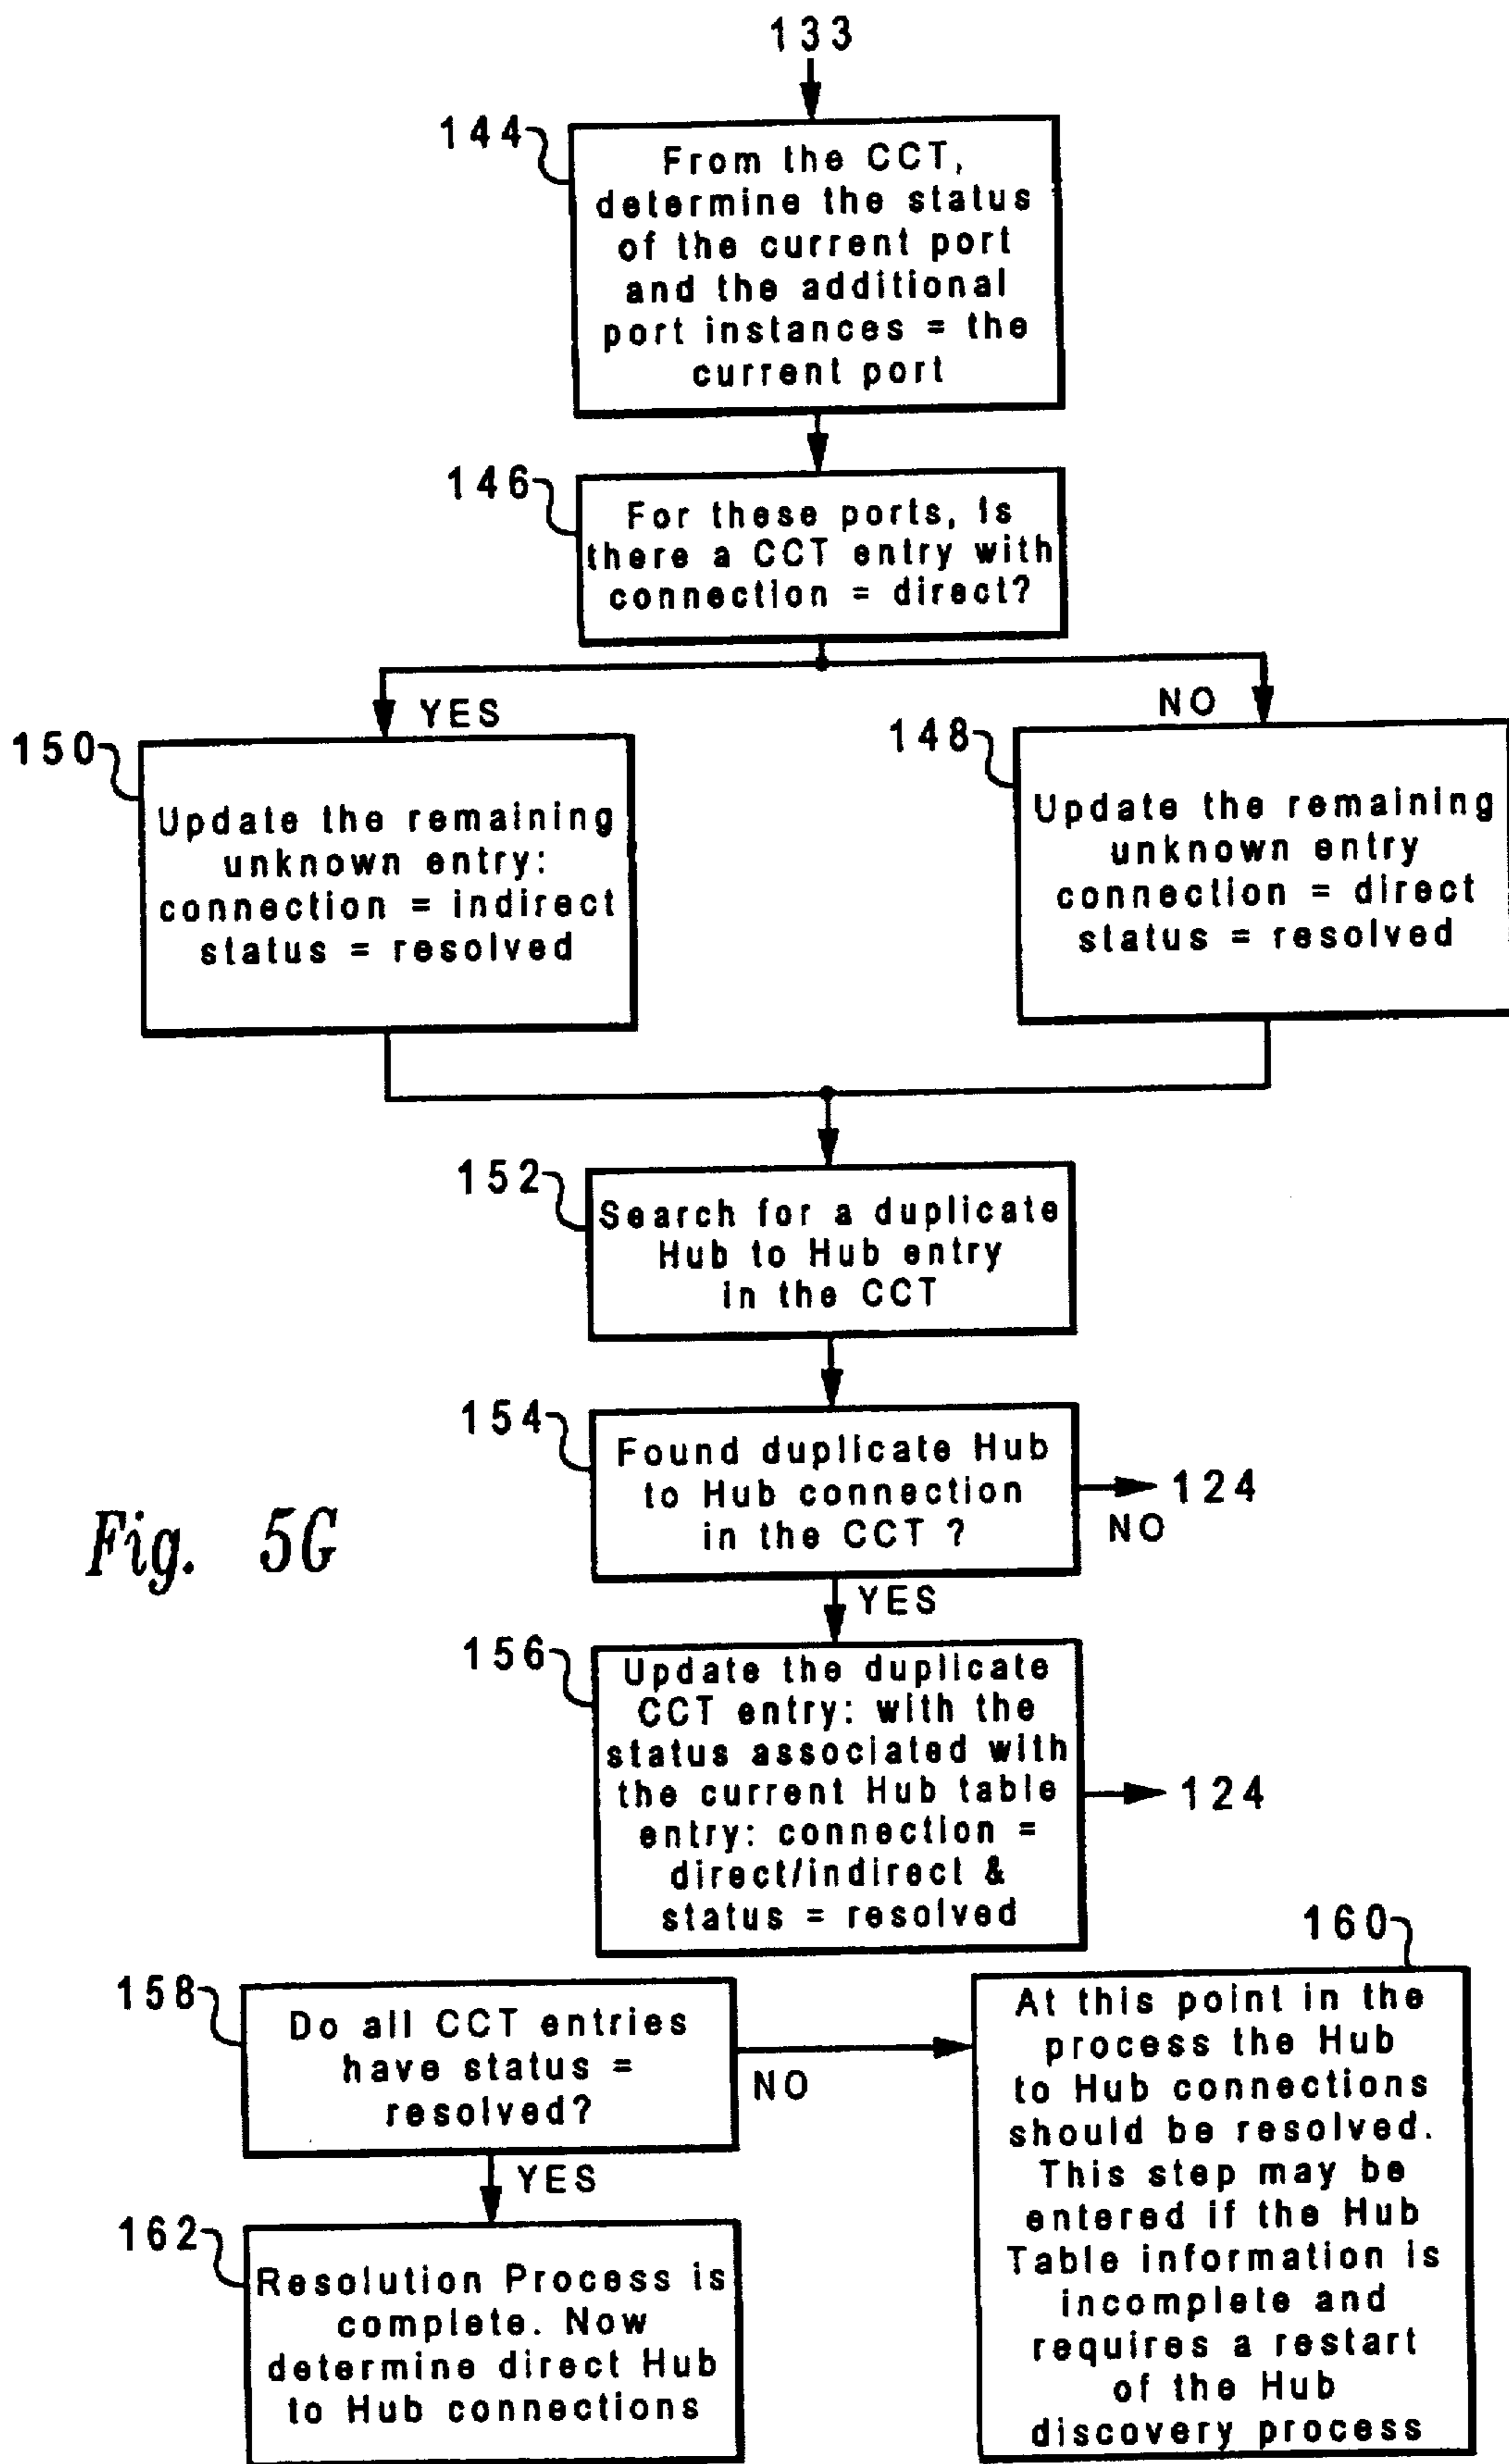 133
144
From the CCT,
determine the status
of the current port
and the additional
port instances = the
current port
146
For these ports, is
there a CCT entry with
connection = direct?
YES
NO
150
Update the remaining
unknown entry:
connection = indirect
status = resolved
148
Update the remaining
unknown entry
connection = direct
status = resolved
152
Search for a duplicate
Hub to Hub entry
in the CCT
154
Found duplicate Hub
to Hub connection
in the CCT ?
124
NO
Fig. 5G
YES
156
Update the duplicate
CCT entry: with the
status associated with
the current Hub table
entry: connection =
direct/indirect &
status = resolved
124
158
Do all CCT entries
have status =
resolved?
NO
YES
160
At this point in the
process the Hub
to Hub connections
should be resolved.
This step may be
entered if the Hub
Table information is
incomplete and
requires a restart
of the Hub
discovery process
162
Resolution Process is
complete. Now
determine direct Hub
to Hub connections